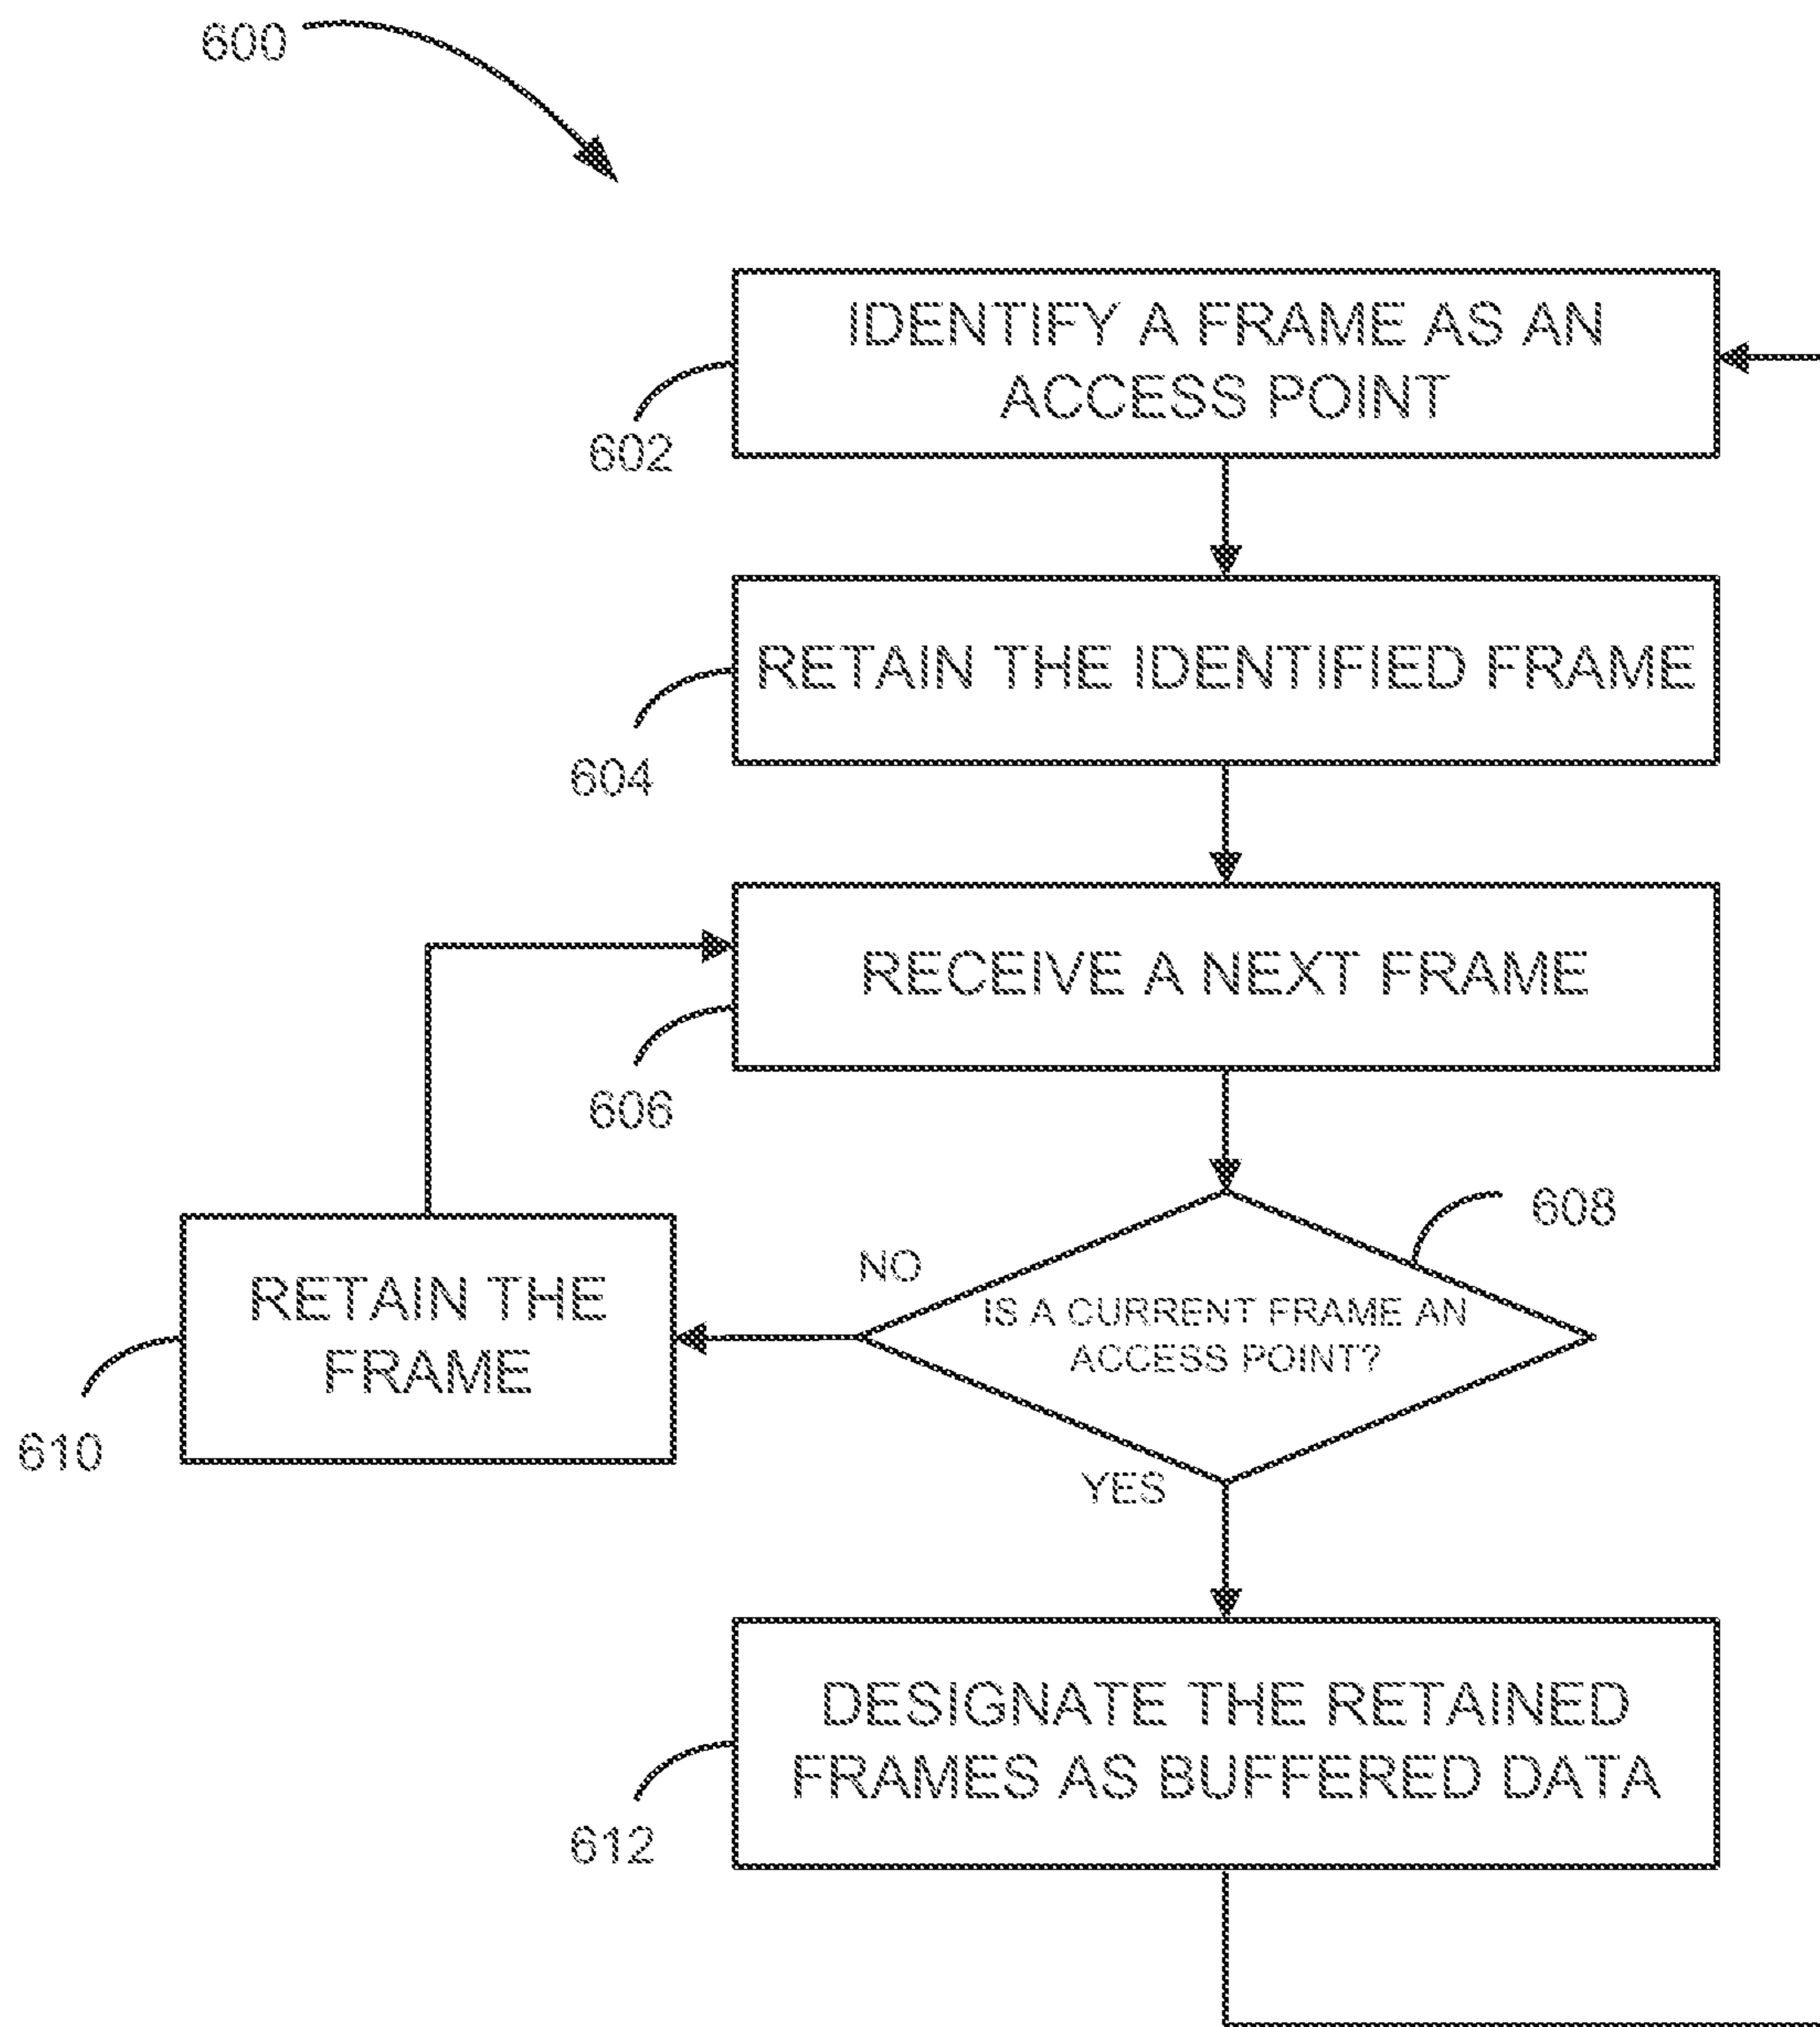 600
IDENTIFY A FRAME AS AN
ACCESS POINT
602
RETAIN THE IDENTIFIED FRAME
604
RECEIVE A NEXT FRAME
606
608
NO
IS A CURRENT FRAME AN
ACCESS POINT?
RETAIN THE
FRAME
610
YES
DESIGNATE THE RETAINED
FRAMES AS BUFFERED DATA
612